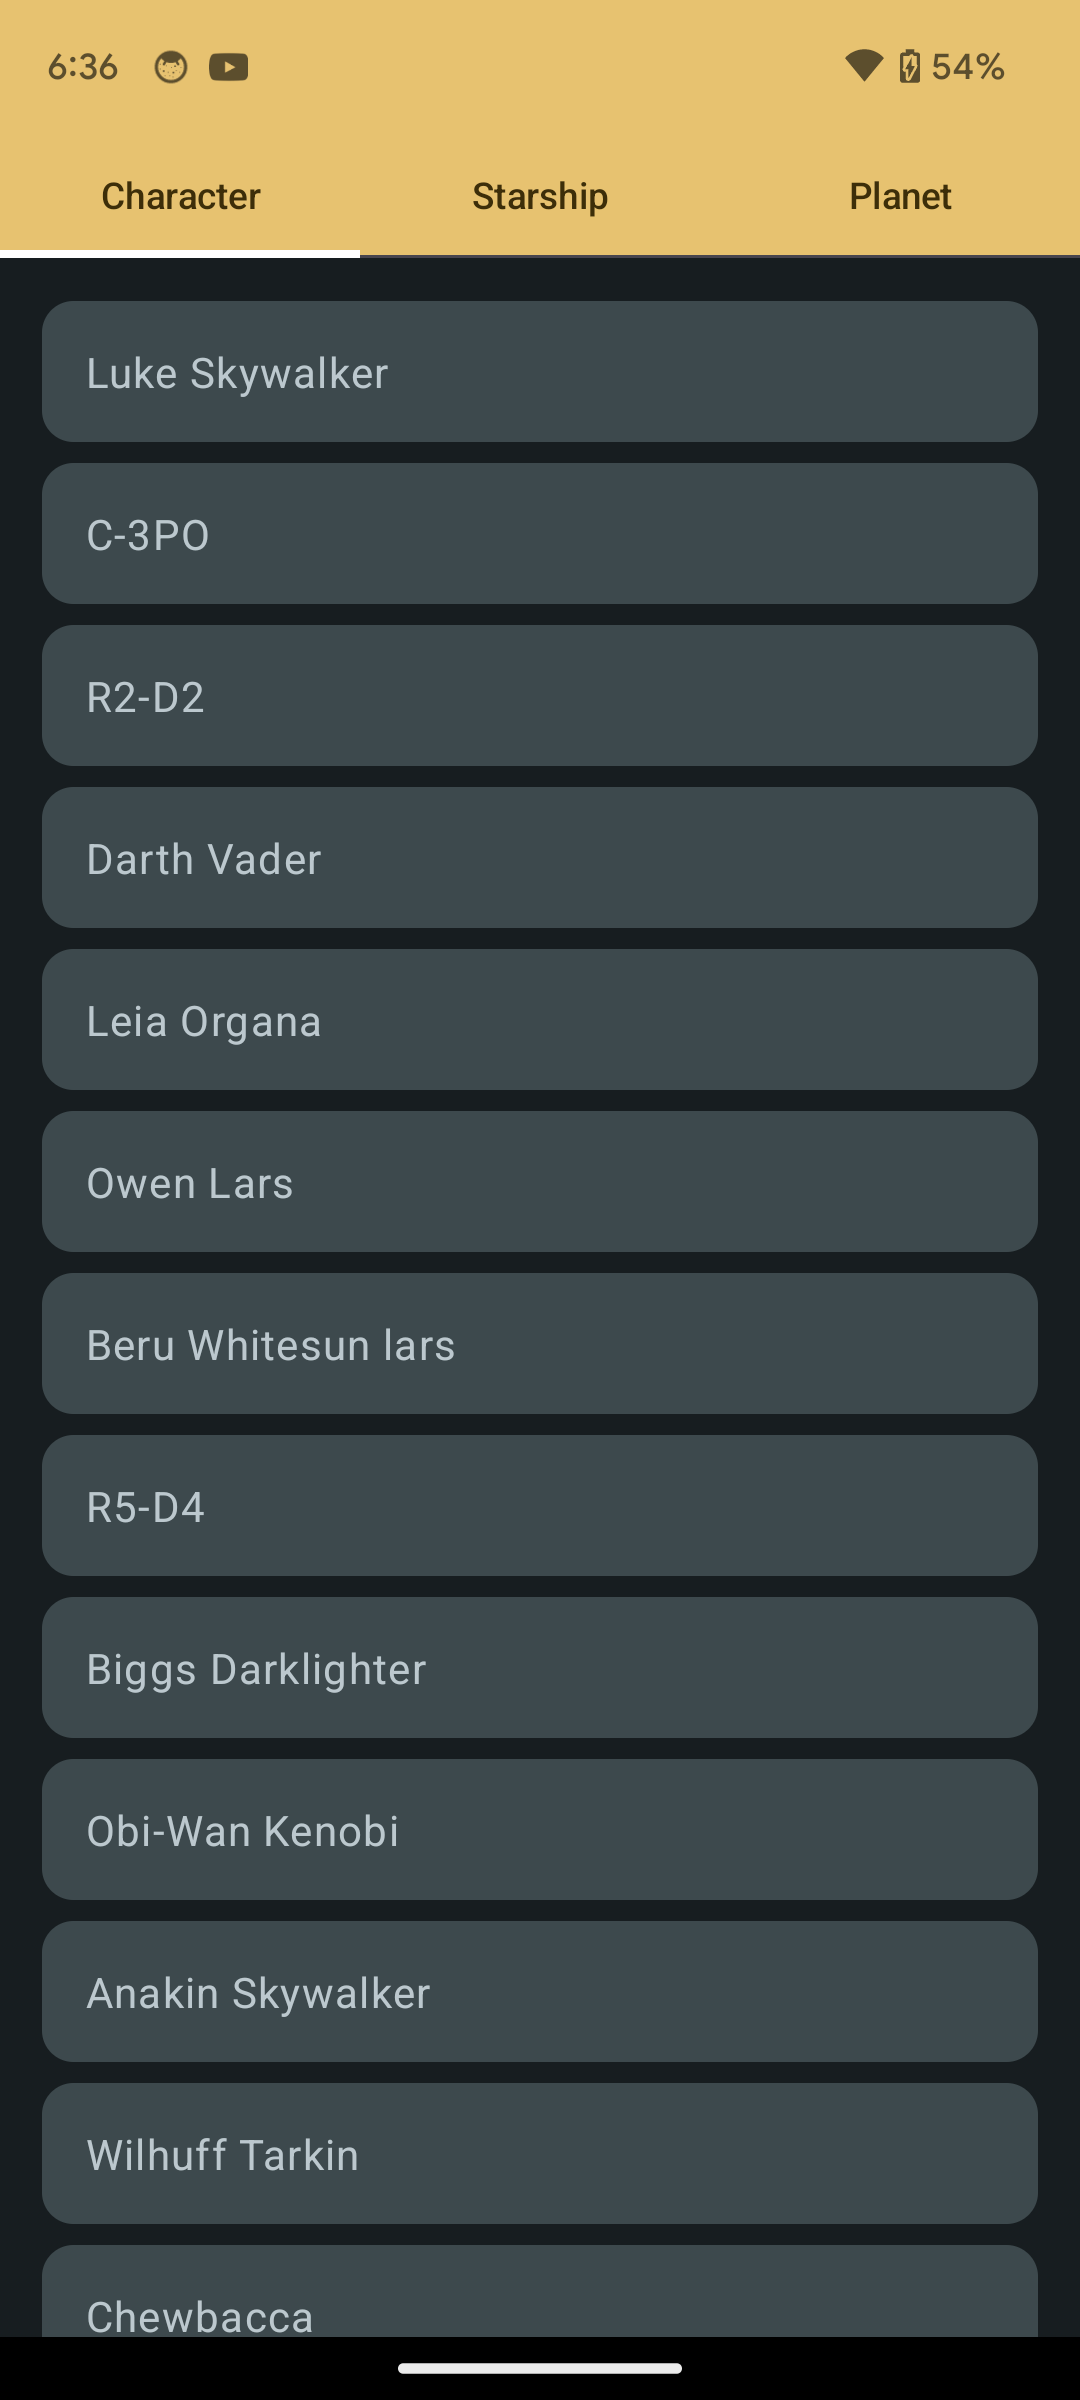 6:36 54%
Character Starship Planet
Luke Skywalker
C-3PO
R2-D2
Darth Vader
Leia Organa
Owen Lars
Beru Whitesun lars
R5-D4
Biggs Darklighter
Obi-Wan Kenobi
Anakin Skywalker
Wilhuff Tarkin
Chewbacca